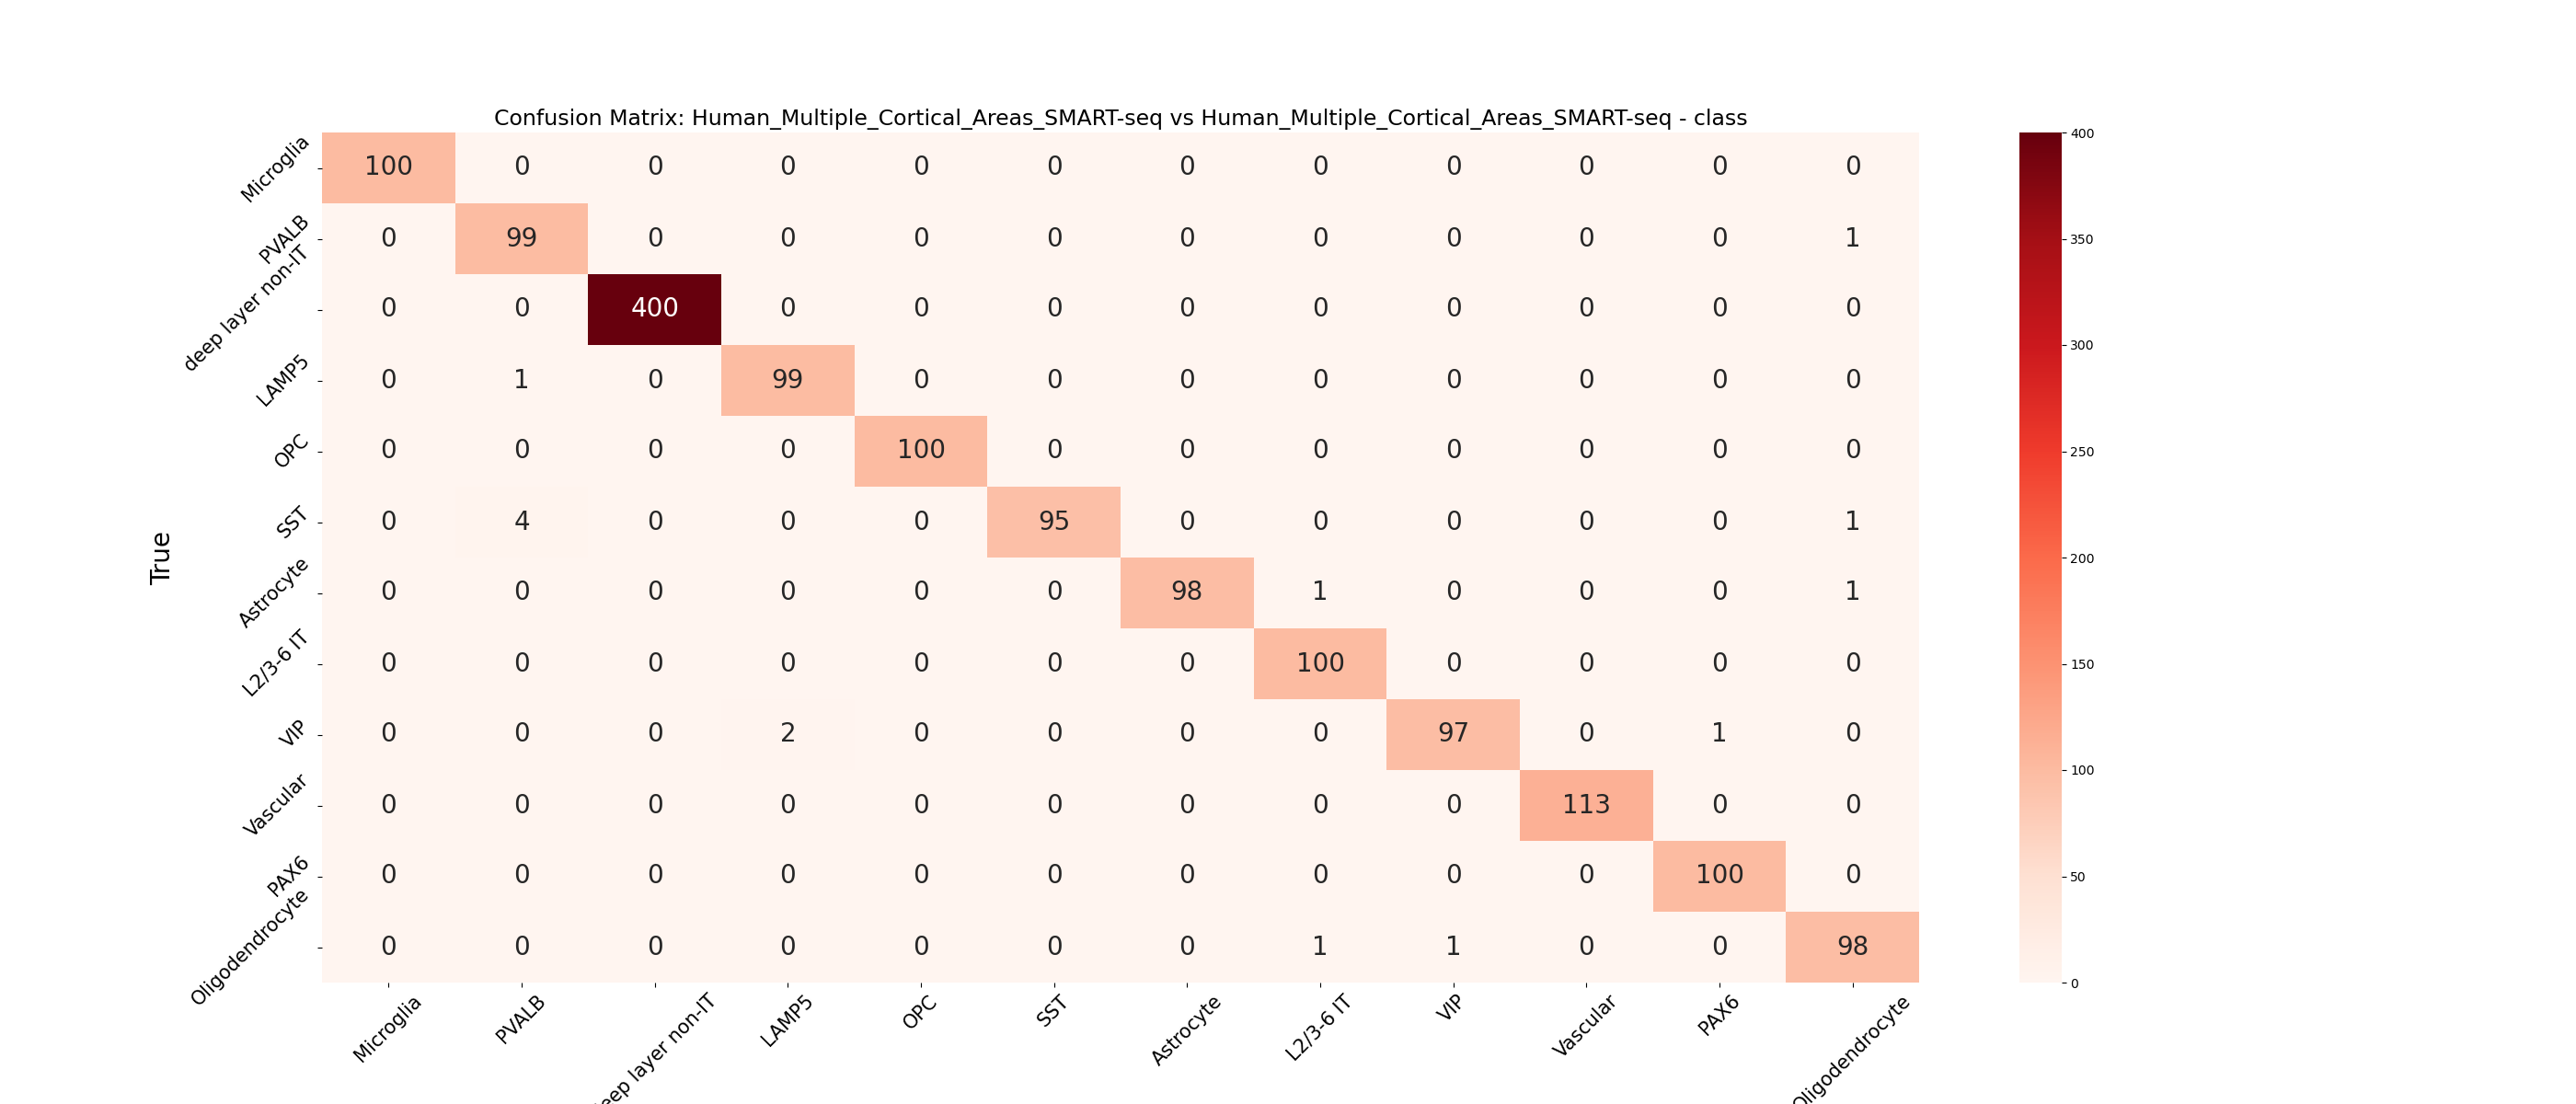 Confusion Matrix: Human_Multiple_Cortical_Areas_SMART-seq vs Human_Multiple_Cortical_Areas_SMART-seq - class
True
Microglia 100 0 0 0 0 0 0 0 0 0 0 0
PVALB 0 99 0 0 0 0 0 0 0 0 0 1
deep layer non-IT 0 0 400 0 0 0 0 0 0 0 0 0
LAMP5 0 1 0 99 0 0 0 0 0 0 0 0
OPC 0 0 0 0 100 0 0 0 0 0 0 0
SST 0 4 0 0 0 95 0 0 0 0 0 1
Astrocyte 0 0 0 0 0 0 98 1 0 0 0 1
L2/3-6 IT 0 0 0 0 0 0 0 100 0 0 0 0
VIP 0 0 0 2 0 0 0 0 97 0 1 0
Vascular 0 0 0 0 0 0 0 0 0 113 0 0
PAX6 0 0 0 0 0 0 0 0 0 0 100 0
Oligodendrocyte 0 0 0 0 0 0 0 1 1 0 0 98
Microglia PVALB eep layer non-IT LAMP5 OPC SST Astrocyte L2/3-6 IT VIP Vascular PAX6 Oligodendrocyte
400
350
300
250
200
150
100
50
0